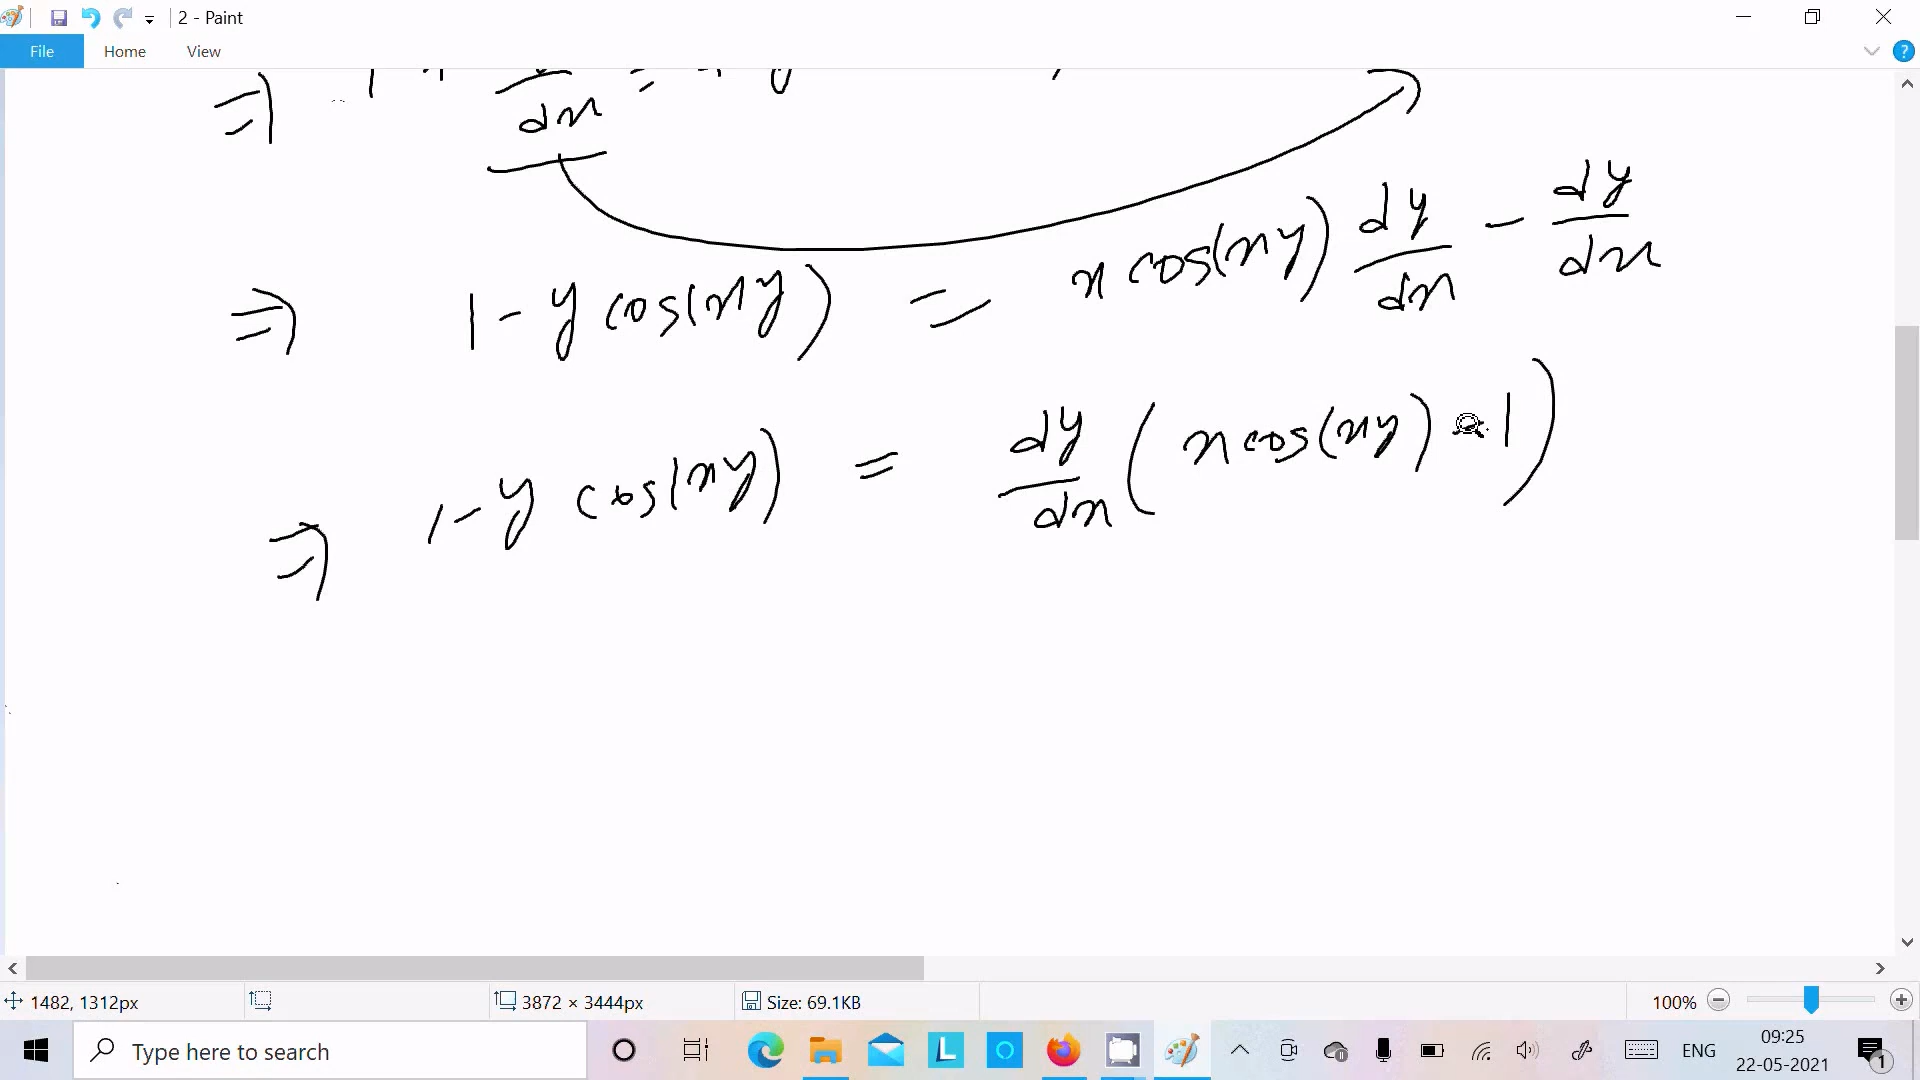 2 - Paint
File Home View
⇒ dx =
⇒ 1 - y cos(xy) = x cos(xy) dy/dx - dy/dx
⇒ 1 - y cos(xy) = dy/dx ( x cos(xy) - 1 )
1482, 1312px 3872 × 3444px Size: 69.1KB 100%
Type here to search
ENG
09:25
22-05-2021
1